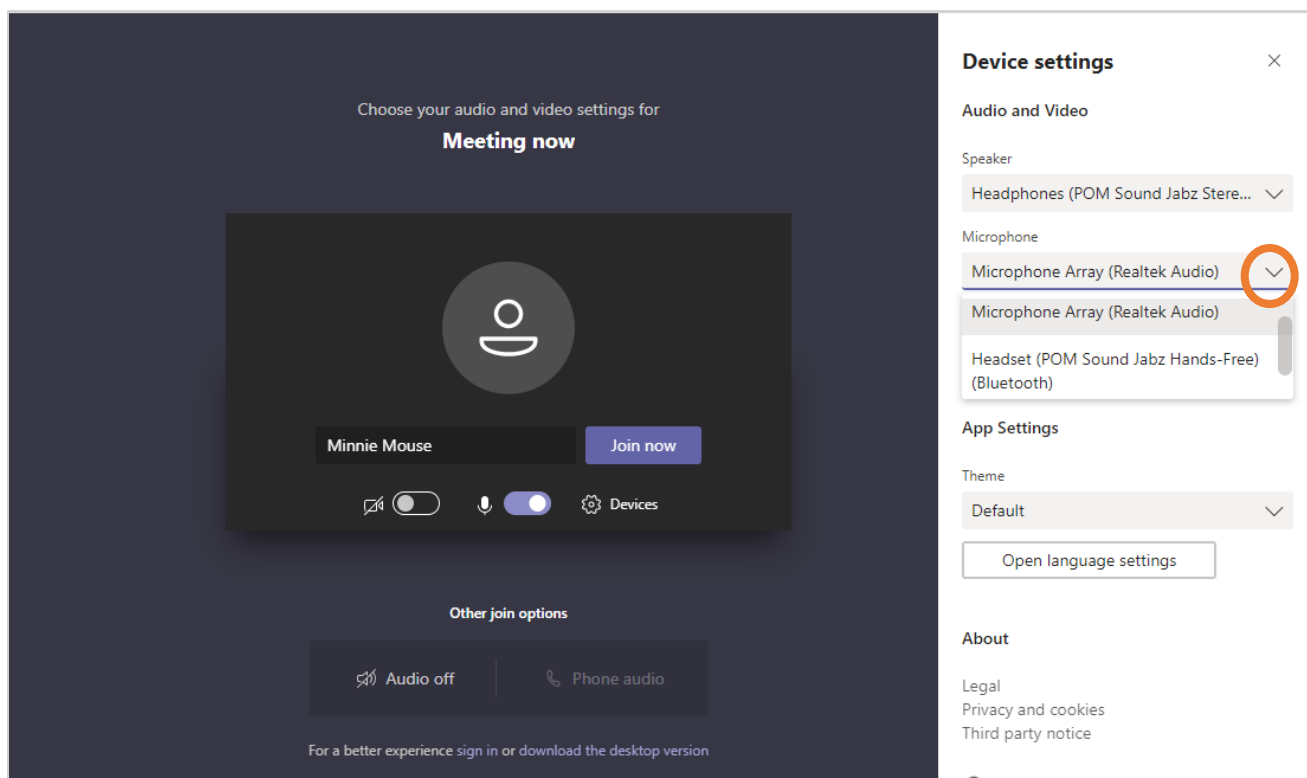 Choose your audio and video settings for
Meeting now
Minnie Mouse
Join now
Devices
Other join options
Audio off
Phone audio
For a better experience sign in or download the desktop version
Device settings
Audio and Video
Speaker
Headphones (POM Sound Jabz Stere...
Microphone
Microphone Array (Realtek Audio)
Microphone Array (Realtek Audio)
Headset (POM Sound Jabz Hands-Free)
(Bluetooth)
App Settings
Theme
Default
Open language settings
About
Legal
Privacy and cookies
Third party notice